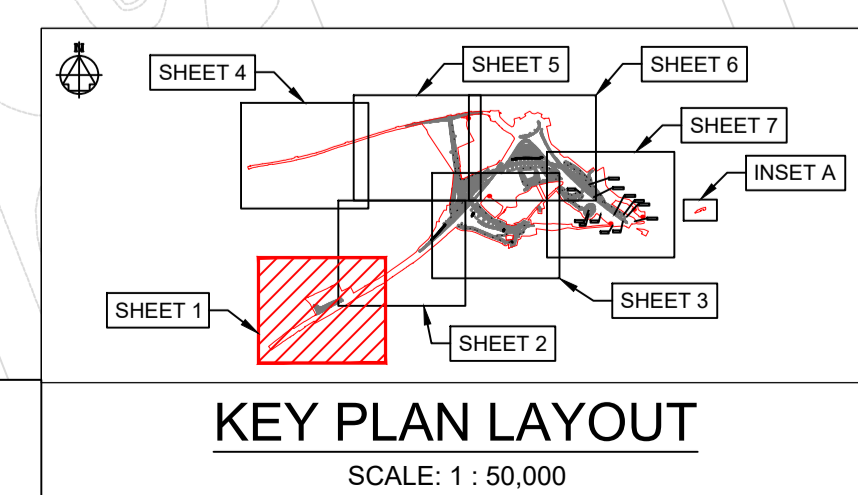 N
SHEET 4
SHEET 5
SHEET 6
SHEET 7
INSET A
SHEET 1
SHEET 3
SHEET 2
KEY PLAN LAYOUT
SCALE: 1 : 50,000